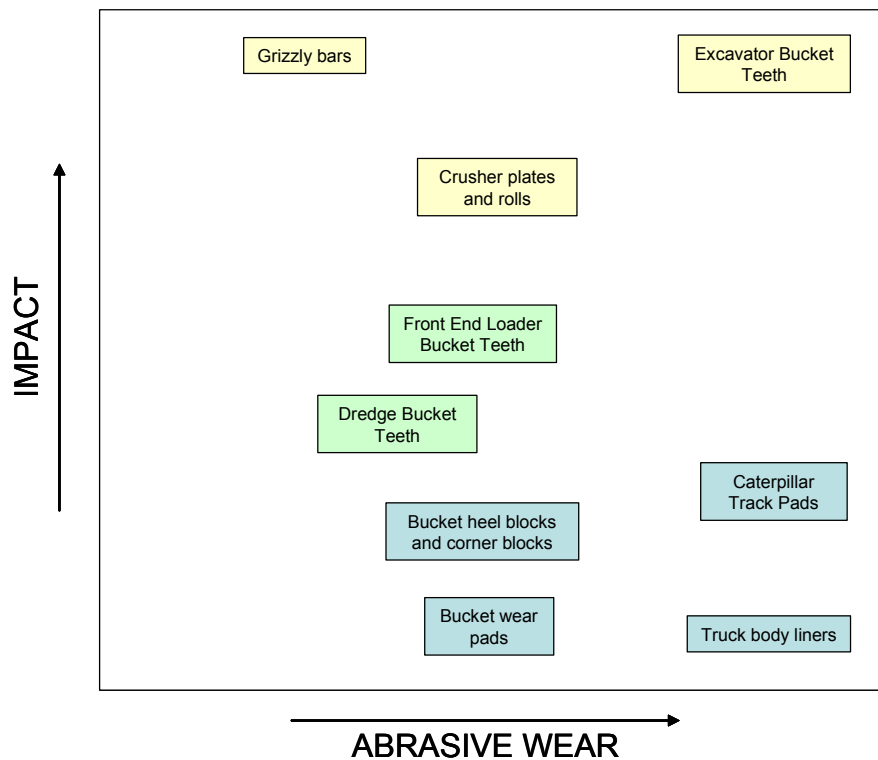 Grizzly bars
Excavator Bucket
Teeth
Crusher plates
and rolls
Front End Loader
Bucket Teeth
Dredge Bucket
Teeth
Caterpillar
Track Pads
Bucket heel blocks
and corner blocks
Bucket wear
pads
Truck body liners
IMPACT
ABRASIVE WEAR